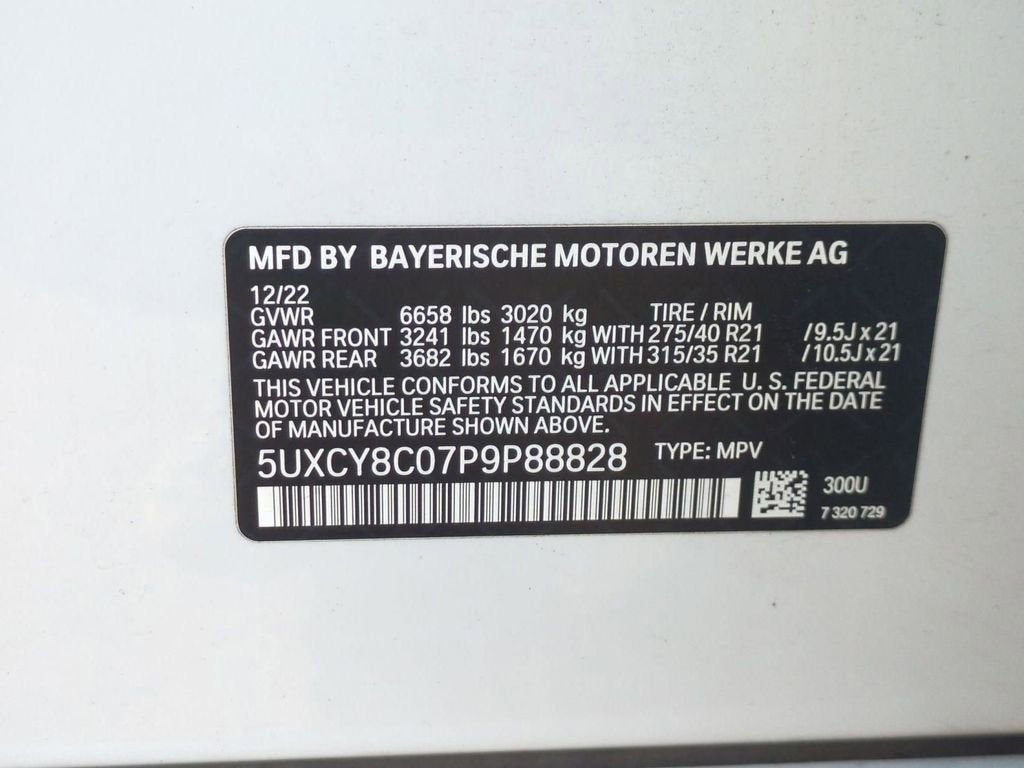 MFD BY BAYERISCHE MOTOREN WERKE AG
12/22
GVWR 6658 lbs 3020 kg TIRE / RIM
GAWR FRONT 3241 lbs 1470 kg WITH 275/40 R21 /9.5J x 21
GAWR REAR 3682 lbs 1670 kg WITH 315/35 R21 /10.5J x 21
THIS VEHICLE CONFORMS TO ALL APPLICABLE U. S. FEDERAL
MOTOR VEHICLE SAFETY STANDARDS IN EFFECT ON THE DATE
OF MANUFACTURE SHOWN ABOVE.
5UXCY8C07P9P88828 TYPE: MPV
300U
7 320 729